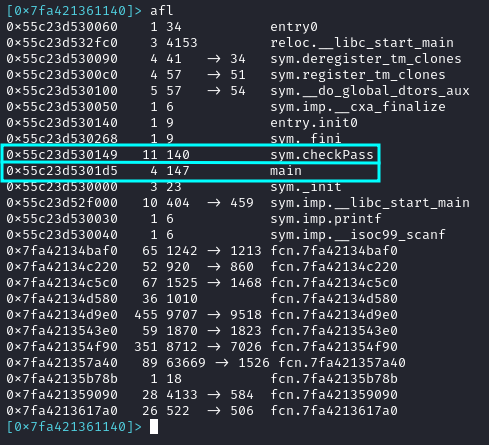 [0×7fa421361140]> afl
0×55c23d530060 1 34 entry0
0×55c23d532fc0 3 4153 reloc.__libc_start_main
0×55c23d530090 4 41 → 34 sym.deregister_tm_clones
0×55c23d5300c0 4 57 → 51 sym.register_tm_clones
0×55c23d530100 5 57 → 54 sym.__do_global_dtors_aux
0×55c23d530050 1 6 sym.imp.__cxa_finalize
0×55c23d530140 1 9 entry.init0
0×55c23d530268 1 9 sym._fini
0×55c23d530149 11 140 sym.checkPass
0×55c23d5301d5 4 147 main
0×55c23d530000 3 23 sym._init
0×55c23d52f000 10 404 → 459 sym.imp.__libc_start_main
0×55c23d530030 1 6 sym.imp.printf
0×55c23d530040 1 6 sym.imp.__isoc99_scanf
0×7fa42134baf0 65 1242 → 1213 fcn.7fa42134baf0
0×7fa42134c220 52 920 → 860 fcn.7fa42134c220
0×7fa42134c5c0 67 1525 → 1468 fcn.7fa42134c5c0
0×7fa42134d580 36 1010 fcn.7fa42134d580
0×7fa42134d9e0 455 9707 → 9518 fcn.7fa42134d9e0
0×7fa4213543e0 59 1870 → 1823 fcn.7fa4213543e0
0×7fa421354f90 351 8712 → 7026 fcn.7fa421354f90
0×7fa421357a40 89 63669 → 1526 fcn.7fa421357a40
0×7fa42135b78b 1 18 fcn.7fa42135b78b
0×7fa421359090 28 4133 → 584 fcn.7fa421359090
0×7fa4213617a0 26 522 → 506 fcn.7fa4213617a0
[0×7fa421361140]>